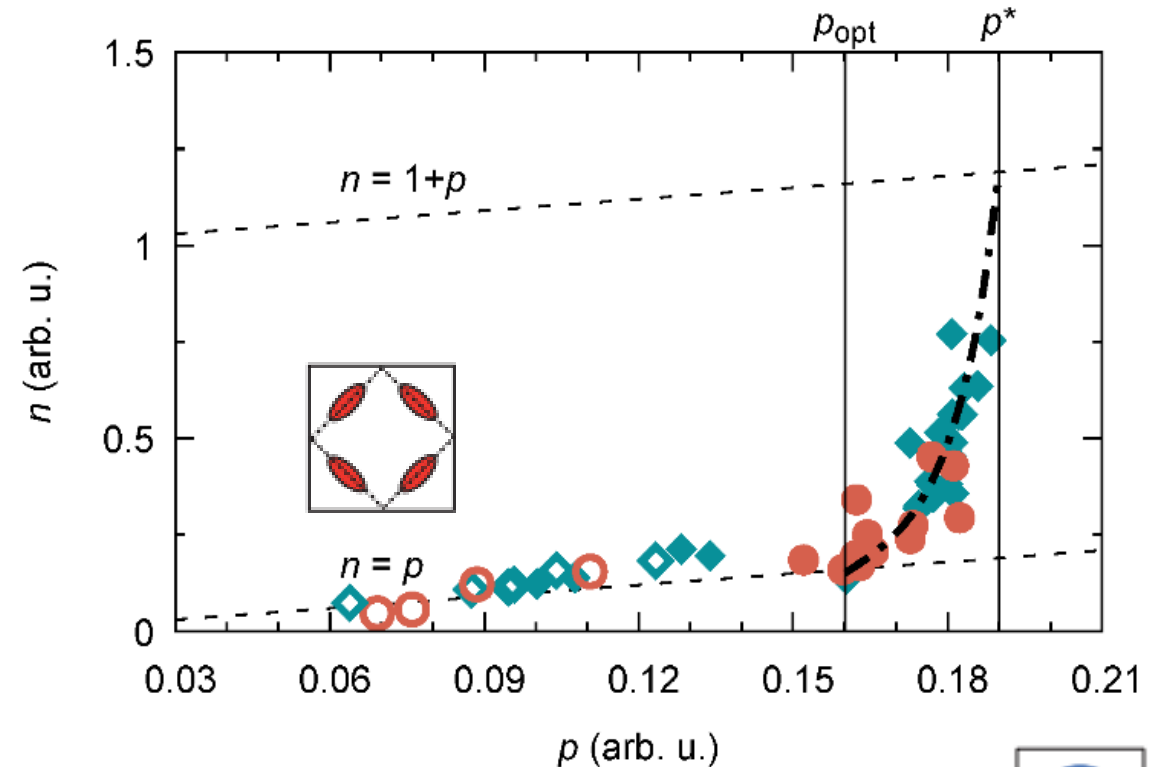 p_opt p*
1.5
n = 1+p
1
n (arb. u.)
0.5
n = p
0
0.03 0.06 0.09 0.12 0.15 0.18 0.21
p (arb. u.)